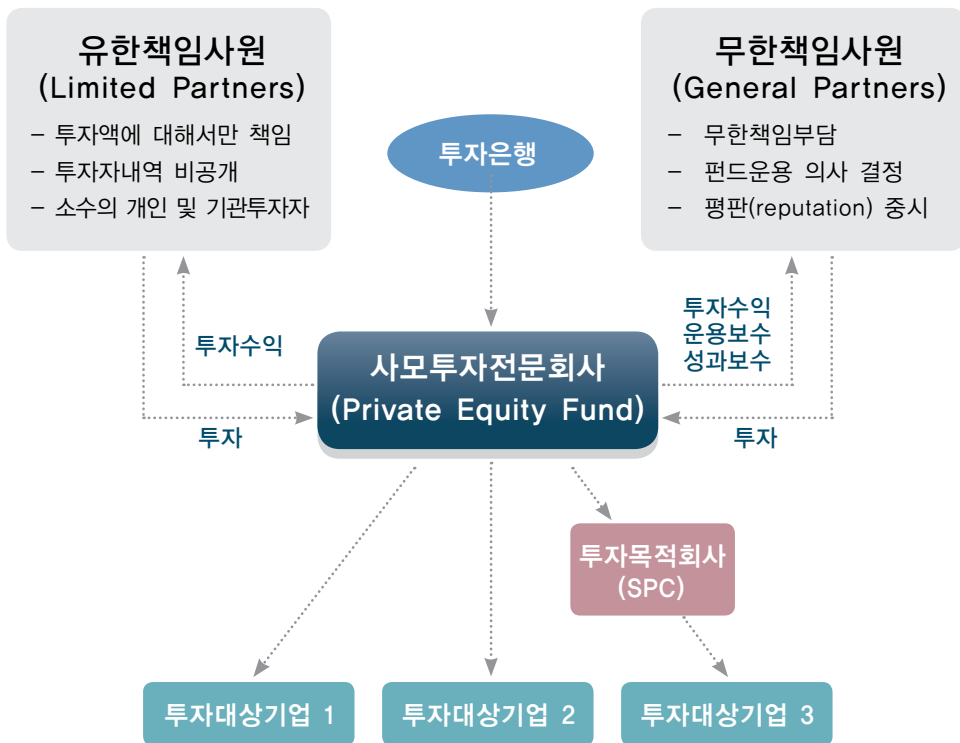 유한책임사원
(Limited Partners)
– 투자액에 대해서만 책임
– 투자자내역 비공개
– 소수의 개인 및 기관투자자
무한책임사원
(General Partners)
– 무한책임부담
– 펀드운용 의사 결정
– 평판(reputation) 중시
투자은행
투자수익
투자
투자수익
운용보수
성과보수
투자
사모투자전문회사
(Private Equity Fund)
투자목적회사
(SPC)
투자대상기업 1
투자대상기업 2
투자대상기업 3